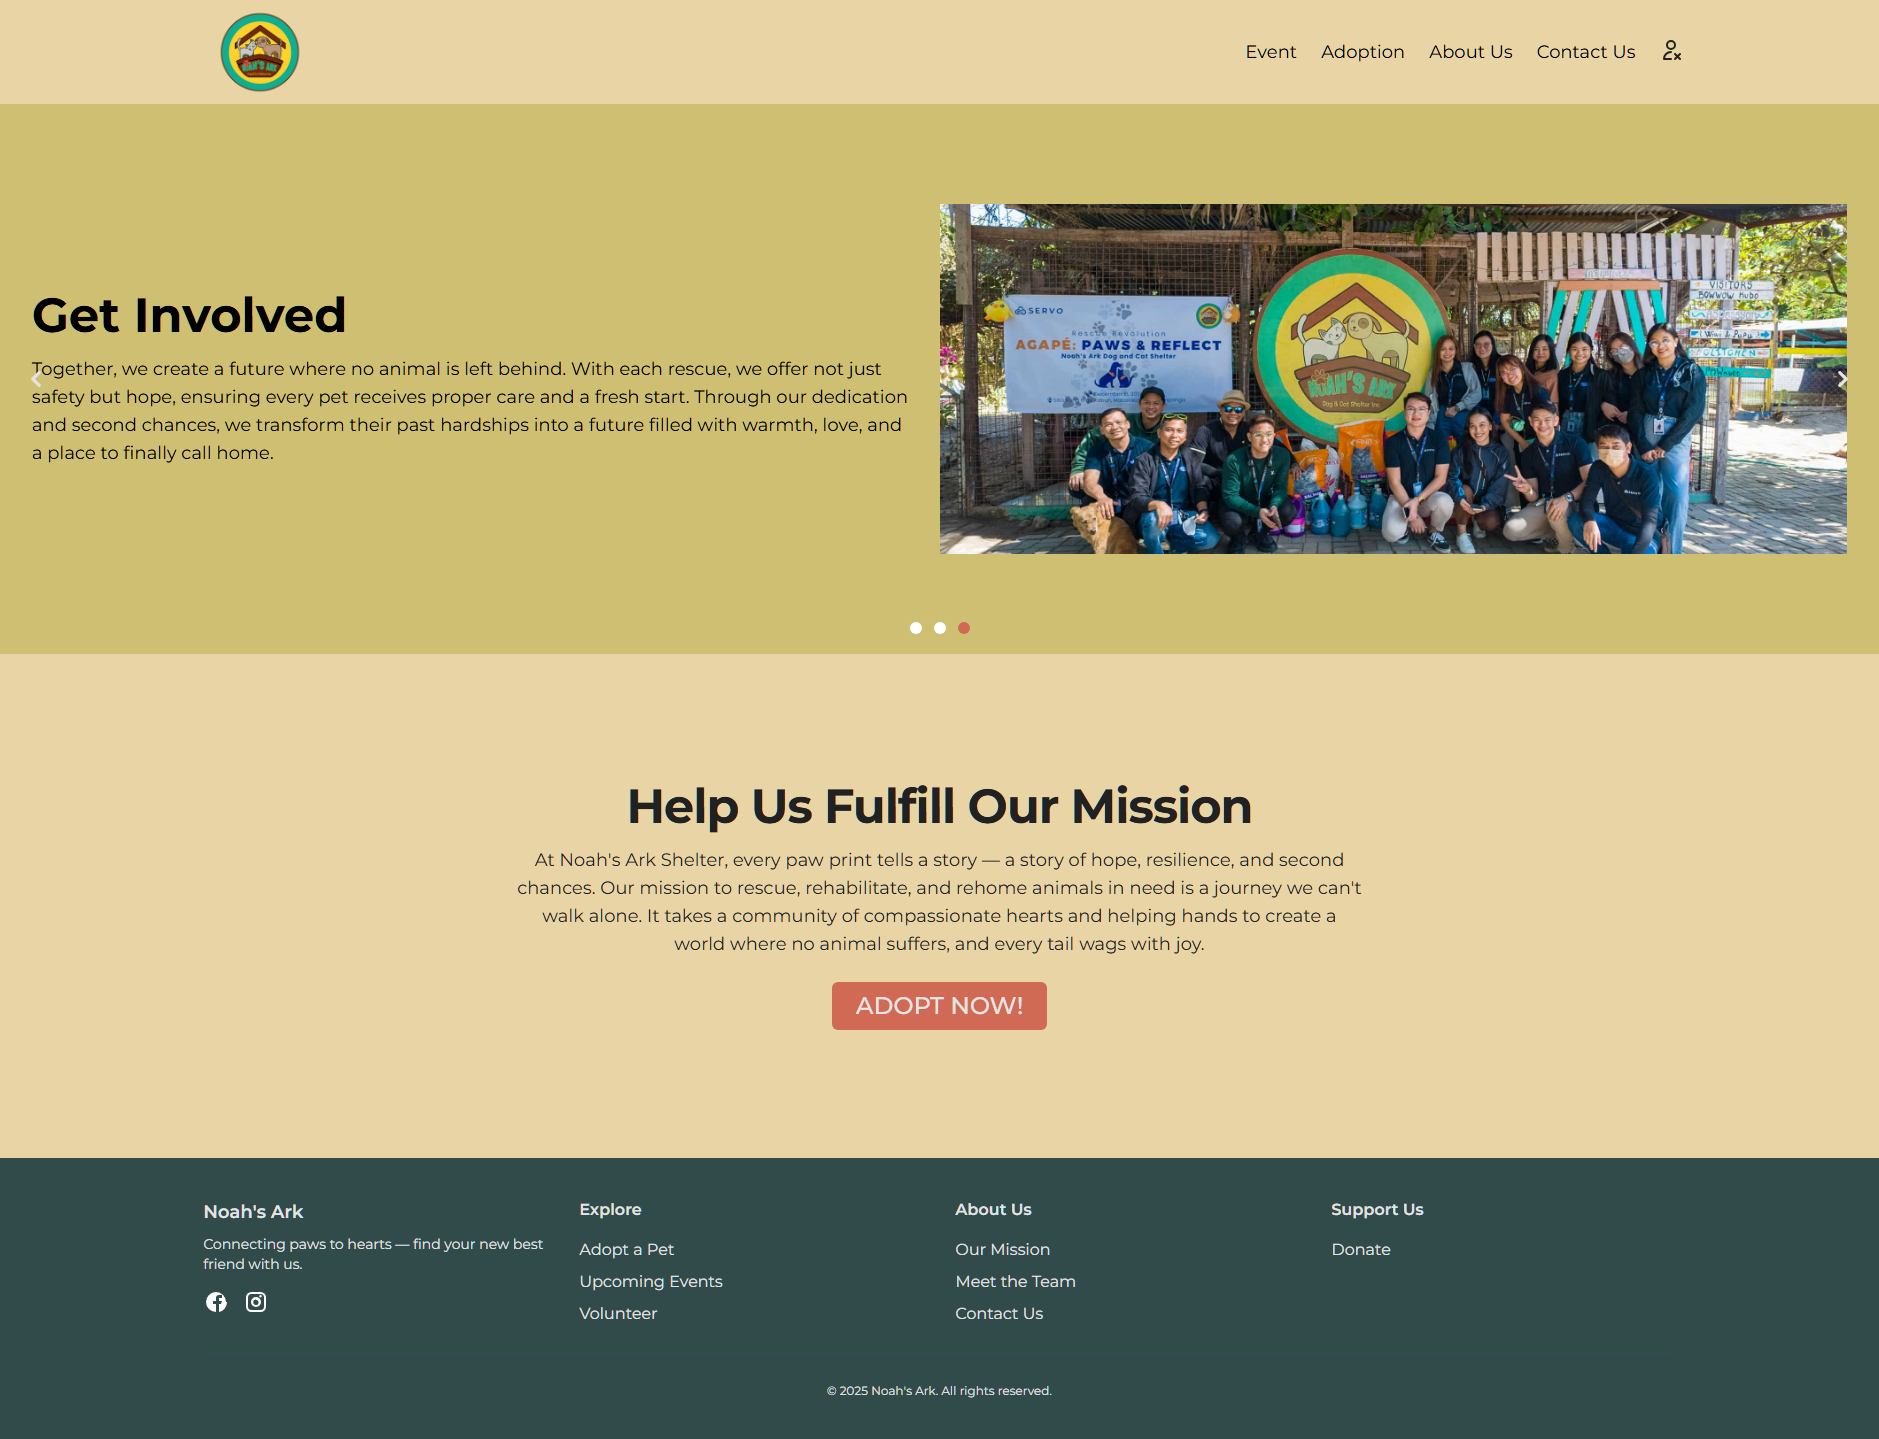 NOAH'S ARK
Event
Adoption
About Us
Contact Us
Get Involved
Together, we create a future where no animal is left behind. With each rescue, we offer not just
safety but hope, ensuring every pet receives proper care and a fresh start. Through our dedication
and second chances, we transform their past hardships into a future filled with warmth, love, and
a place to finally call home.
SERVO
Rescue Revolution
AGAPÉ: PAWS & REFLECT
Noah's Ark Dog and Cat Shelter
NOAH'S ARK
Dog & Cat Shelter Inc.
VISITORS
BOWWOW KUBO
Help Us Fulfill Our Mission
At Noah's Ark Shelter, every paw print tells a story — a story of hope, resilience, and second
chances. Our mission to rescue, rehabilitate, and rehome animals in need is a journey we can't
walk alone. It takes a community of compassionate hearts and helping hands to create a
world where no animal suffers, and every tail wags with joy.
ADOPT NOW!
Noah's Ark
Connecting paws to hearts — find your new best
friend with us.
Explore
Adopt a Pet
Upcoming Events
Volunteer
About Us
Our Mission
Meet the Team
Contact Us
Support Us
Donate
© 2025 Noah's Ark. All rights reserved.